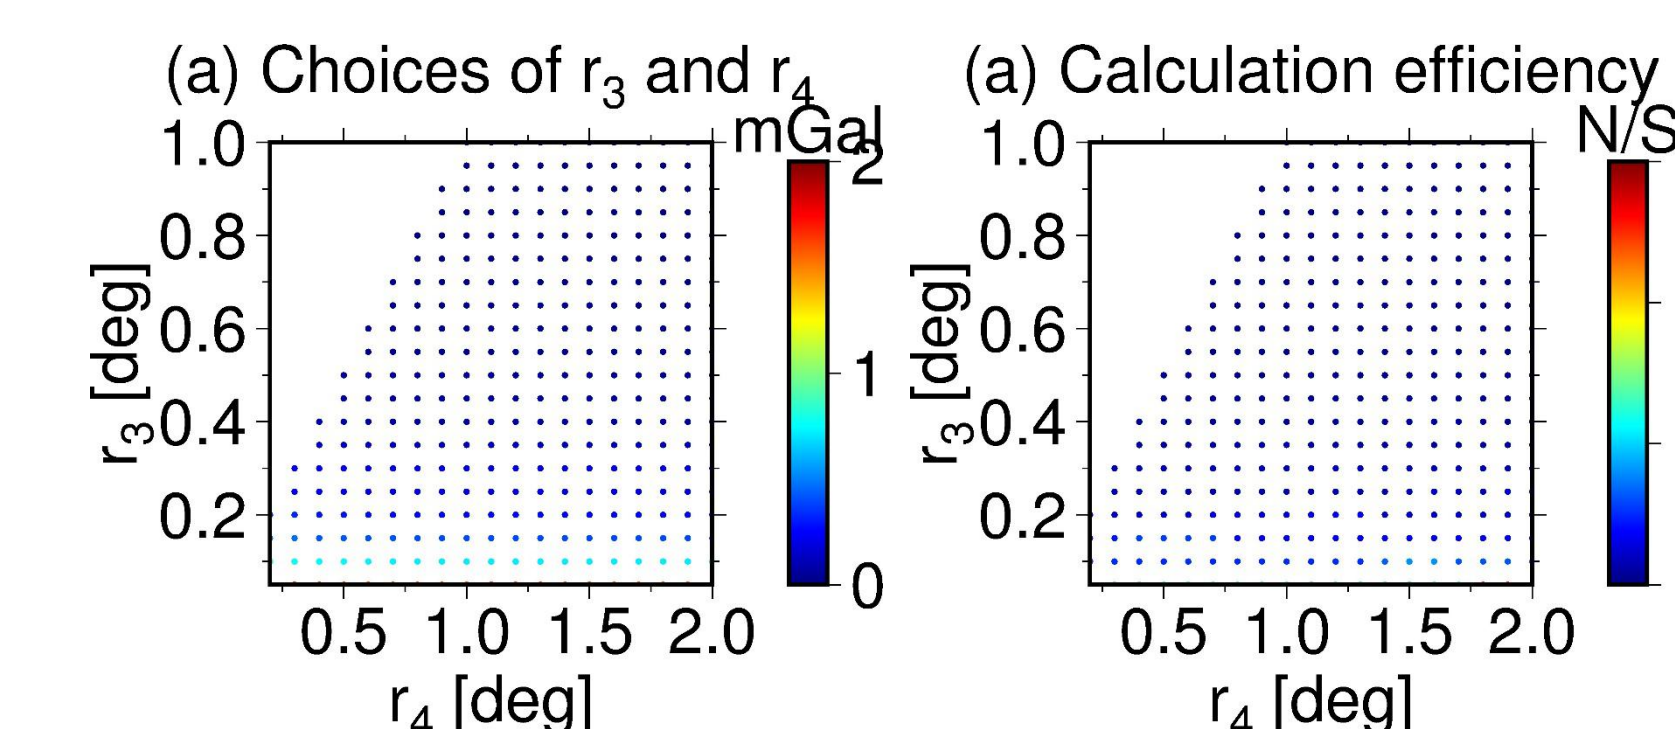 (a) Choices of r3 and r4
mGal
1.0
0.8
0.6
0.4
0.2
r3 [deg]
0.5 1.0 1.5 2.0
r4 [deg]
2
1
0
(a) Calculation efficiency
N/S
1.0
0.8
0.6
0.4
0.2
r3 [deg]
0.5 1.0 1.5 2.0
r4 [deg]